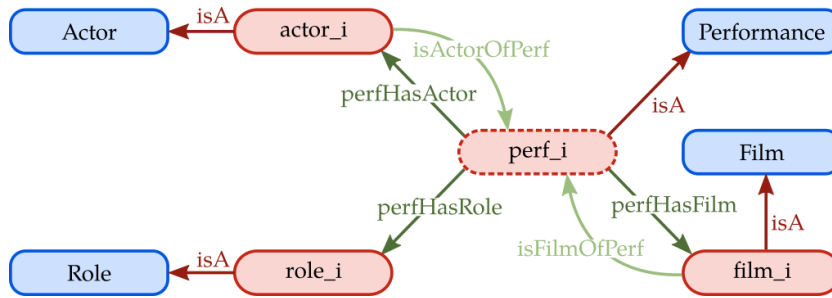 Actor
isA
actor_i
isActorOfPerf
Performance
perfHasActor
isA
perf_i
Film
perfHasRole
perfHasFilm
isA
isFilmOfPerf
Role
isA
role_i
film_i